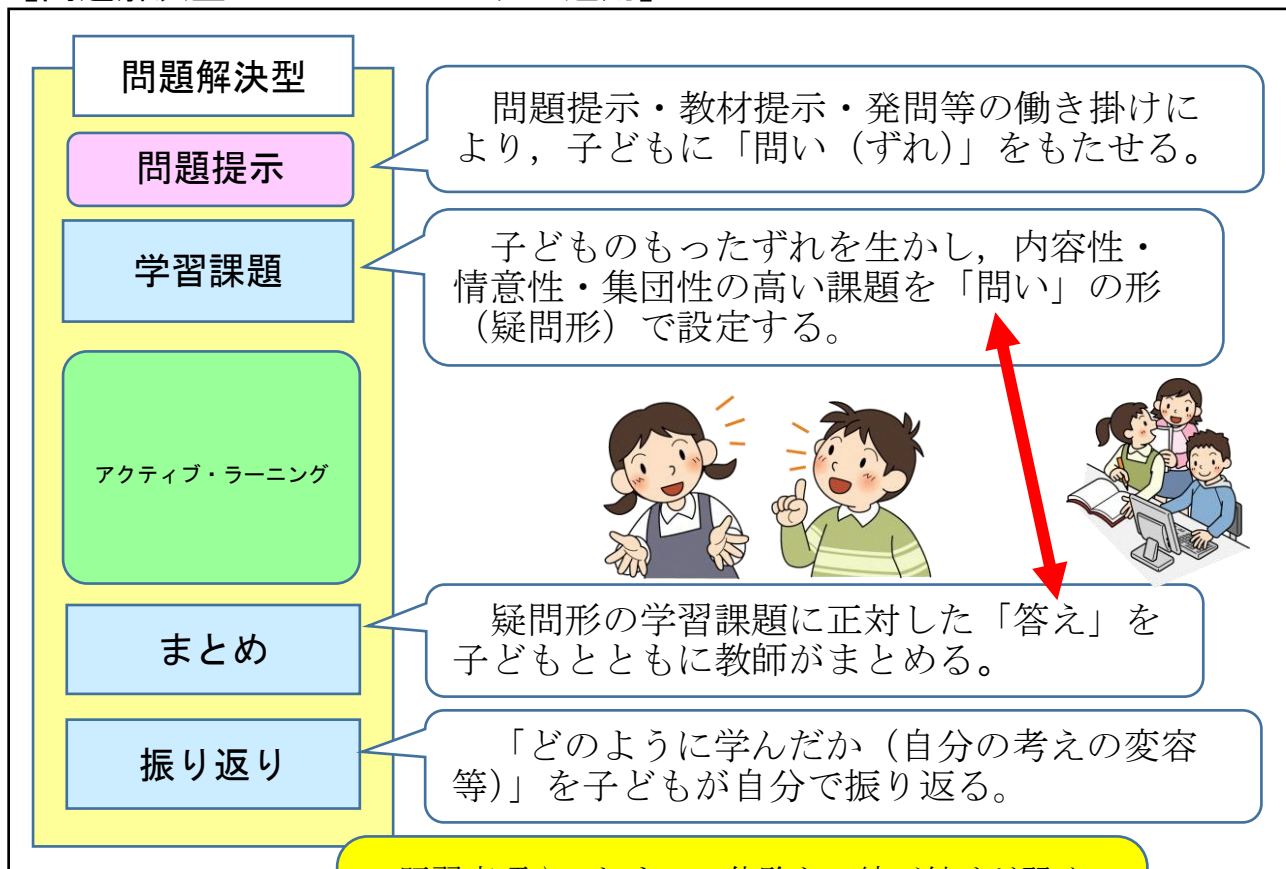 問題解決型
問題提示
問題提示・教材提示・発問等の働き掛けに
より，子どもに「問い（ずれ）」をもたせる。
学習課題
子どものもったずれを生かし，内容性・
情意性・集団性の高い課題を「問い」の形
（疑問形）で設定する。
アクティブ・ラーニング
まとめ
疑問形の学習課題に正対した「答え」を
子どもとともに教師がまとめる。
振り返り
「どのように学んだか（自分の考えの変容
等）」を子どもが自分で振り返る。